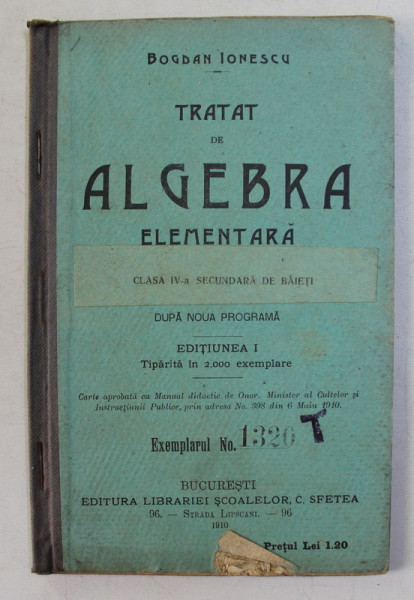 BOGDAN IONESCU
TRATAT
DE
ALGEBRA
ELEMENTARĂ
CLASA IV-a SECUNDARĂ DE BĂIEȚI
DUPĂ NOUA PROGRAMĂ
EDIȚIUNEA I
Tipărită în 2.000 exemplare
Carte aprobată ca Manual didactic de Onor. Minister al Cultelor și
Instrucțiunii Publice, prin adresa No. 398 din 6 Maiu 1910.
Exemplarul No. 1320 T
BUCUREȘTI
EDITURA LIBRARIEI ȘCOALELOR, C. SFETEA
96. — STRADA LIPSCANI. — 96
1910
Prețul Lei 1.20